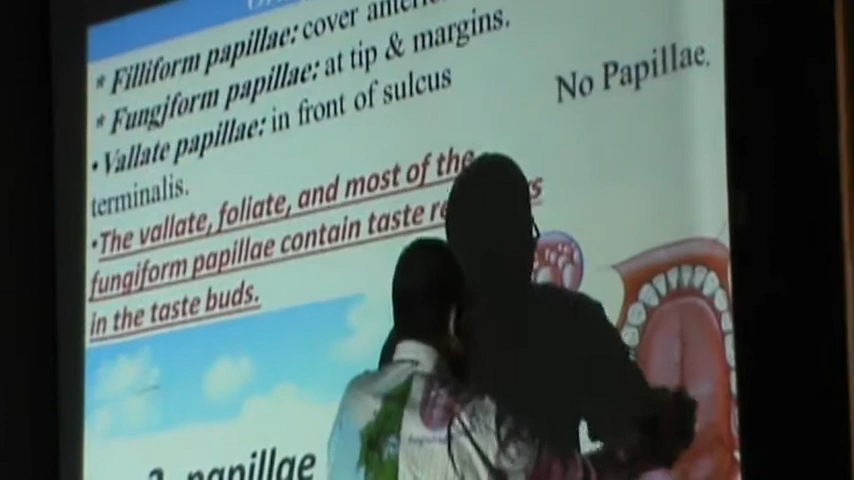 * Filliform papillae: cover
* Fungjform papillae: at tip & margins.
• Vallate papillae: in front of sulcus
terminalis.
No Papillae.
•The vallate, foliate, and most of the
fungiform papillae contain taste
in the taste buds.
papillae